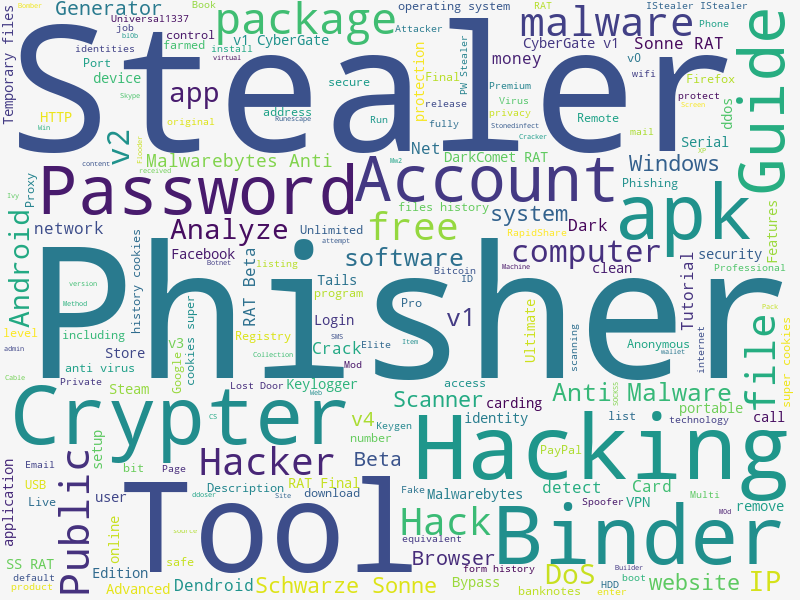 Stealer
Phisher
Tool
Hacking
Binder
Crypter
Password
Account
apk
Guide
package
malware
Public
Hacker
Hack
free
file
Android
computer
software
system
Analyze
app
v2
v1
Windows
Generator
Temporary files
Universal1337
job
Book
identities
control
farmed
install
virtual
v1 CyberGate
Port
device
HTTP
original
operating system
RAT
Attacker
IStealer IStealer
Phone
CyberGate v1
Sonne RAT
money
v0
wifi
Firefox
protect
protection
Final
PW Stealer
Premium
release
Virus
privacy
fully
Stonedinfect
Remote
Cracker
mail
Serial
ddos
secure
address
Skype
Runescape
Run
Win
Flooder
Malwarebytes Anti
content
received
Net
DarkComet RAT
Mw2
Phishing
Proxy
Ivy
files history
Features
network
Unlimited
attempt
RapidShare
Dark
security
Facebook
Botnet
listing
Tails
program
Bitcoin
ID
Machine
clean
Professional
Tutorial
history cookies
RAT Beta
version
Method
including
level
admin
Cable
Store
anti virus
v3
Google
cookies super
Registry
Login
SMS
Pro
Collection
Crack
Elite
Item
Mod
Ultimate
scanning
Anonymous
wallet
internet
Pack
super cookies
Private
Steam
Lost Door
Keylogger
Web
access
Scanner
carding
Anti Malware
portable
technology
identity
list
call
CS
v4
Keygen
number
PayPal
setup
bit
Page
Beta
Email
application
USB
Live
user
ddoser
Description
Site
RAT Final
download
Fake
Malwarebytes
detect
Card
Multi
Spoofer
VPN
M0d
remove
equivalent
online
safe
SS RAT
default
product
Edition
Advanced
Dendroid
Schwarze Sonne
Browser
form history
Bypass
DoS
banknotes
enter
Builder
HDD
boot
website
IP